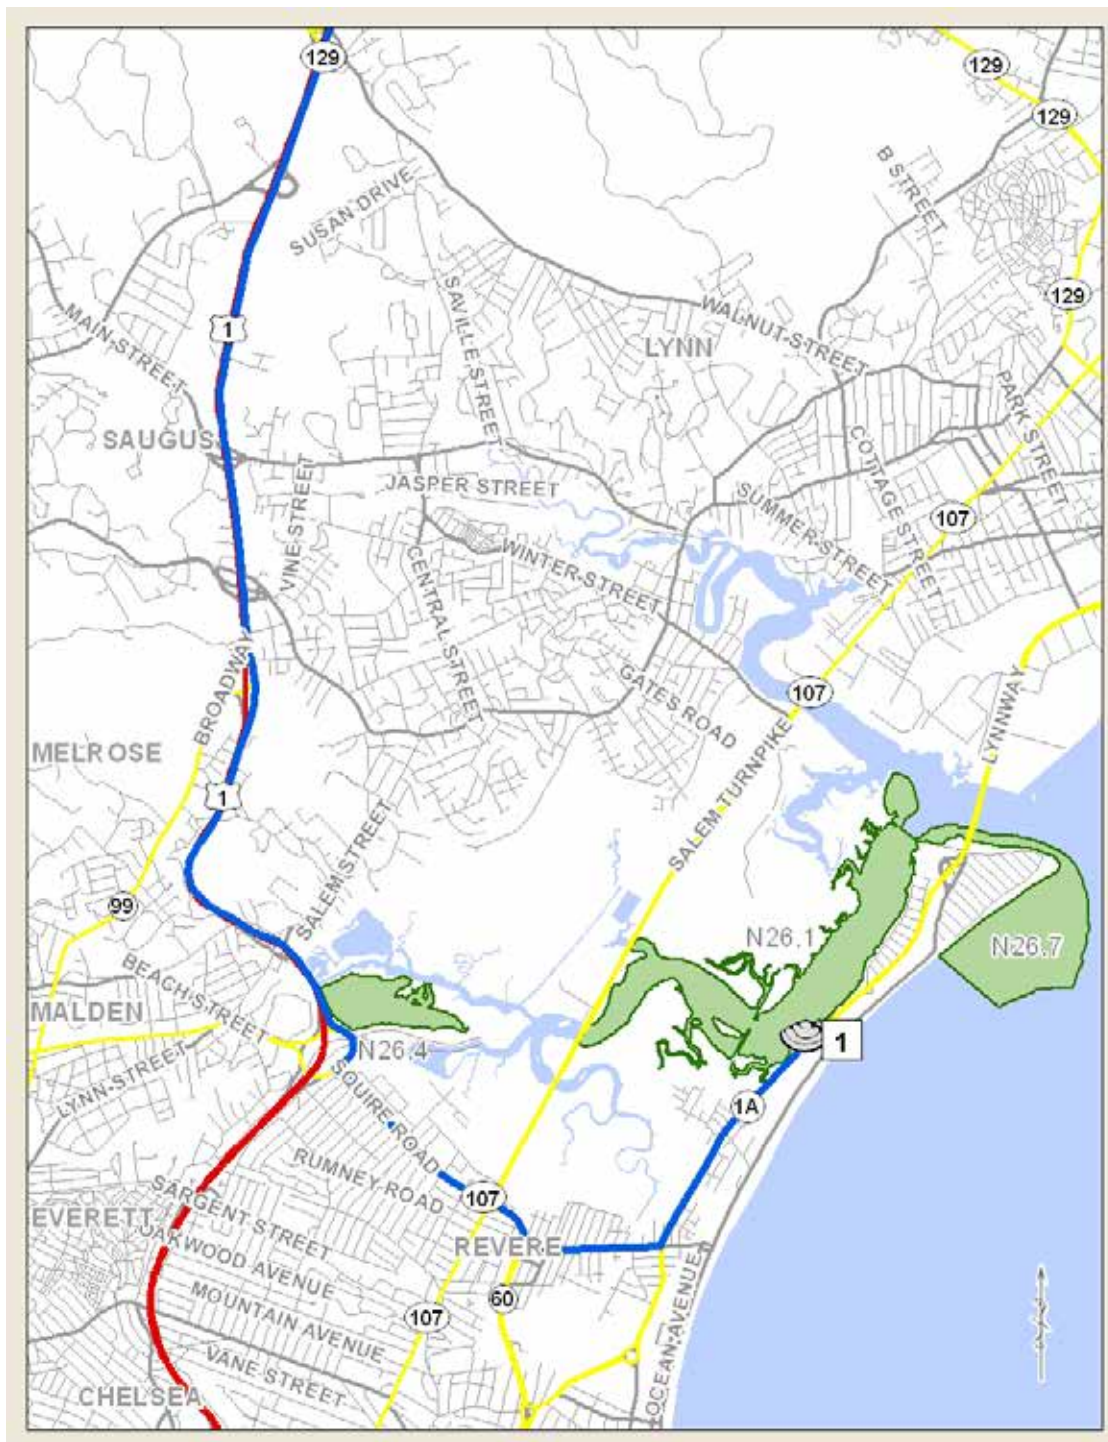 129
129
129
B STREET
SUSAN DRIVE
129
SAVILLE STREET
WALNUT STREET
MAIN STREET
1
LYNN
PARK STREET
SAUGUS
COTTAGE STREET
JASPER STREET
SUMMER STREET
VINE STREET
107
WINTER STREET
CENTRAL STREET
BROADWAY
GATES ROAD
107
LYNNWAY
MELROSE
SALEM TURNPIKE
1
SALEM STREET
99
N26.1
N26.7
BEACH STREET
MALDEN
1
N26.4
LYNN STREET
SQUIRE ROAD
1A
RUMNEY ROAD
107
SARGENT STREET
EVERETT
OAKWOOD AVENUE
REVERE
MOUNTAIN AVENUE
60
107
OCEAN AVENUE
VANE STREET
CHELSEA